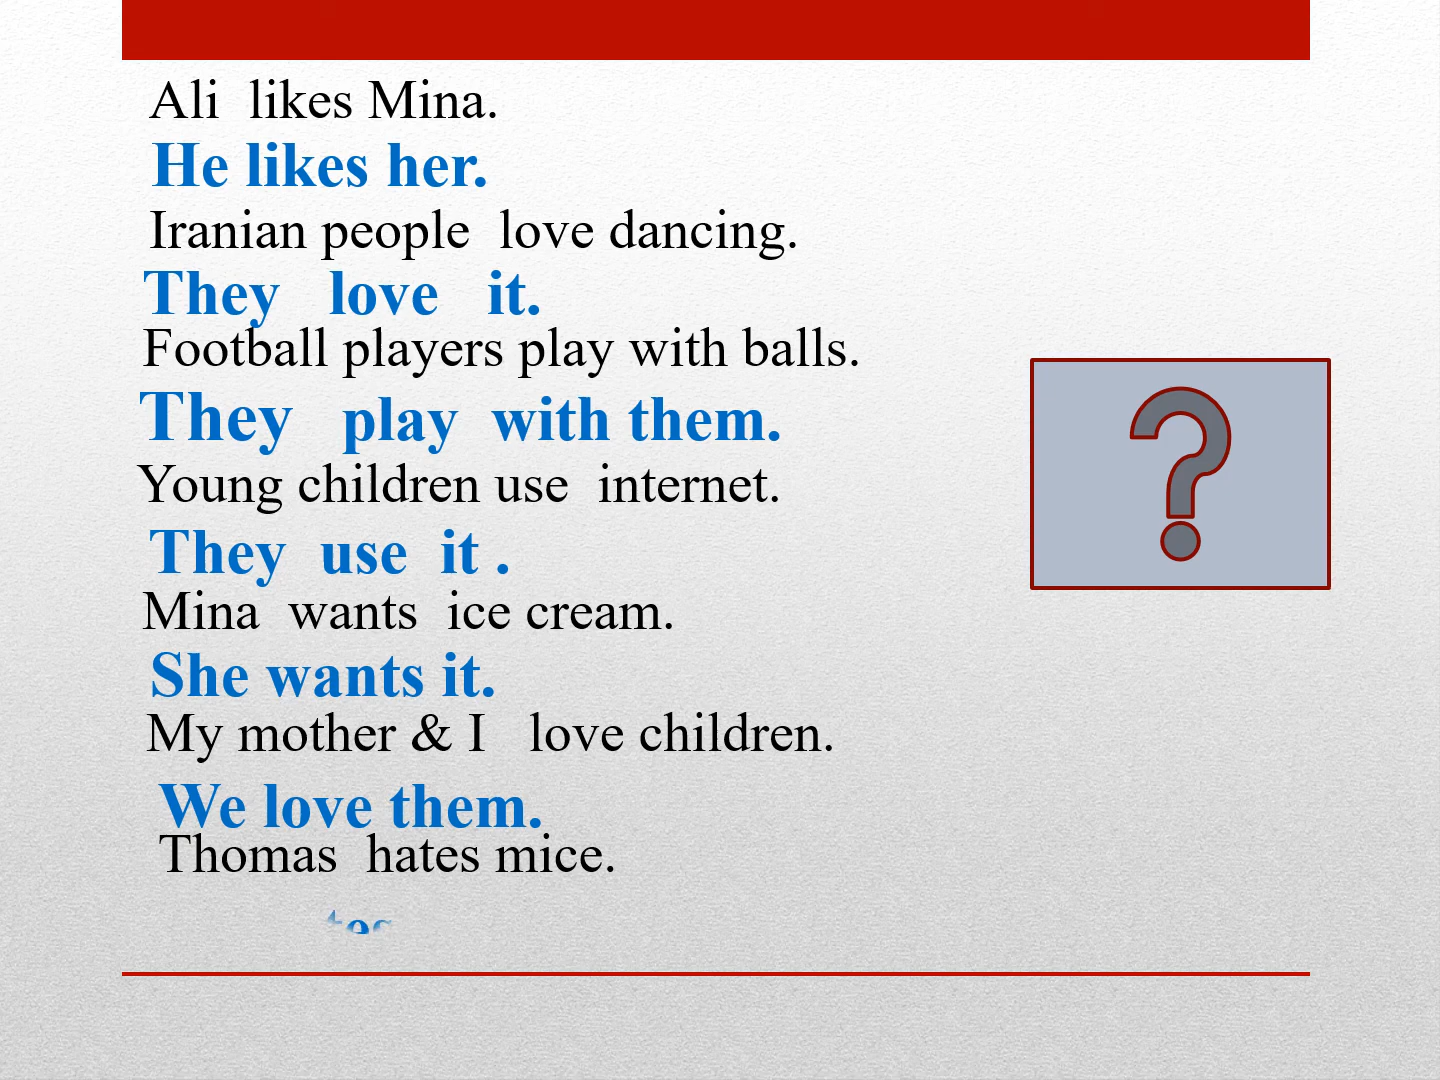 Ali likes Mina.
He likes her.
Iranian people love dancing.
They love it.
Football players play with balls.
They play with them.
Young children use internet.
They use it .
Mina wants ice cream.
She wants it.
My mother & I love children.
We love them.
Thomas hates mice.